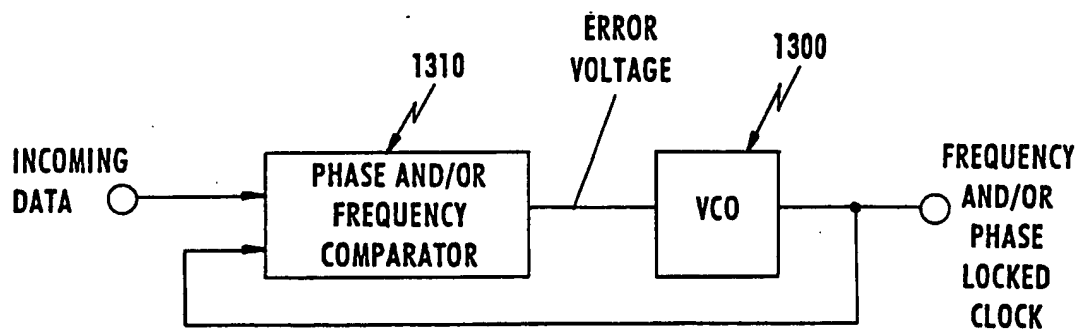 INCOMING
DATA
1310
PHASE AND/OR
FREQUENCY
COMPARATOR
ERROR
VOLTAGE
1300
VCO
FREQUENCY
AND/OR
PHASE
LOCKED
CLOCK